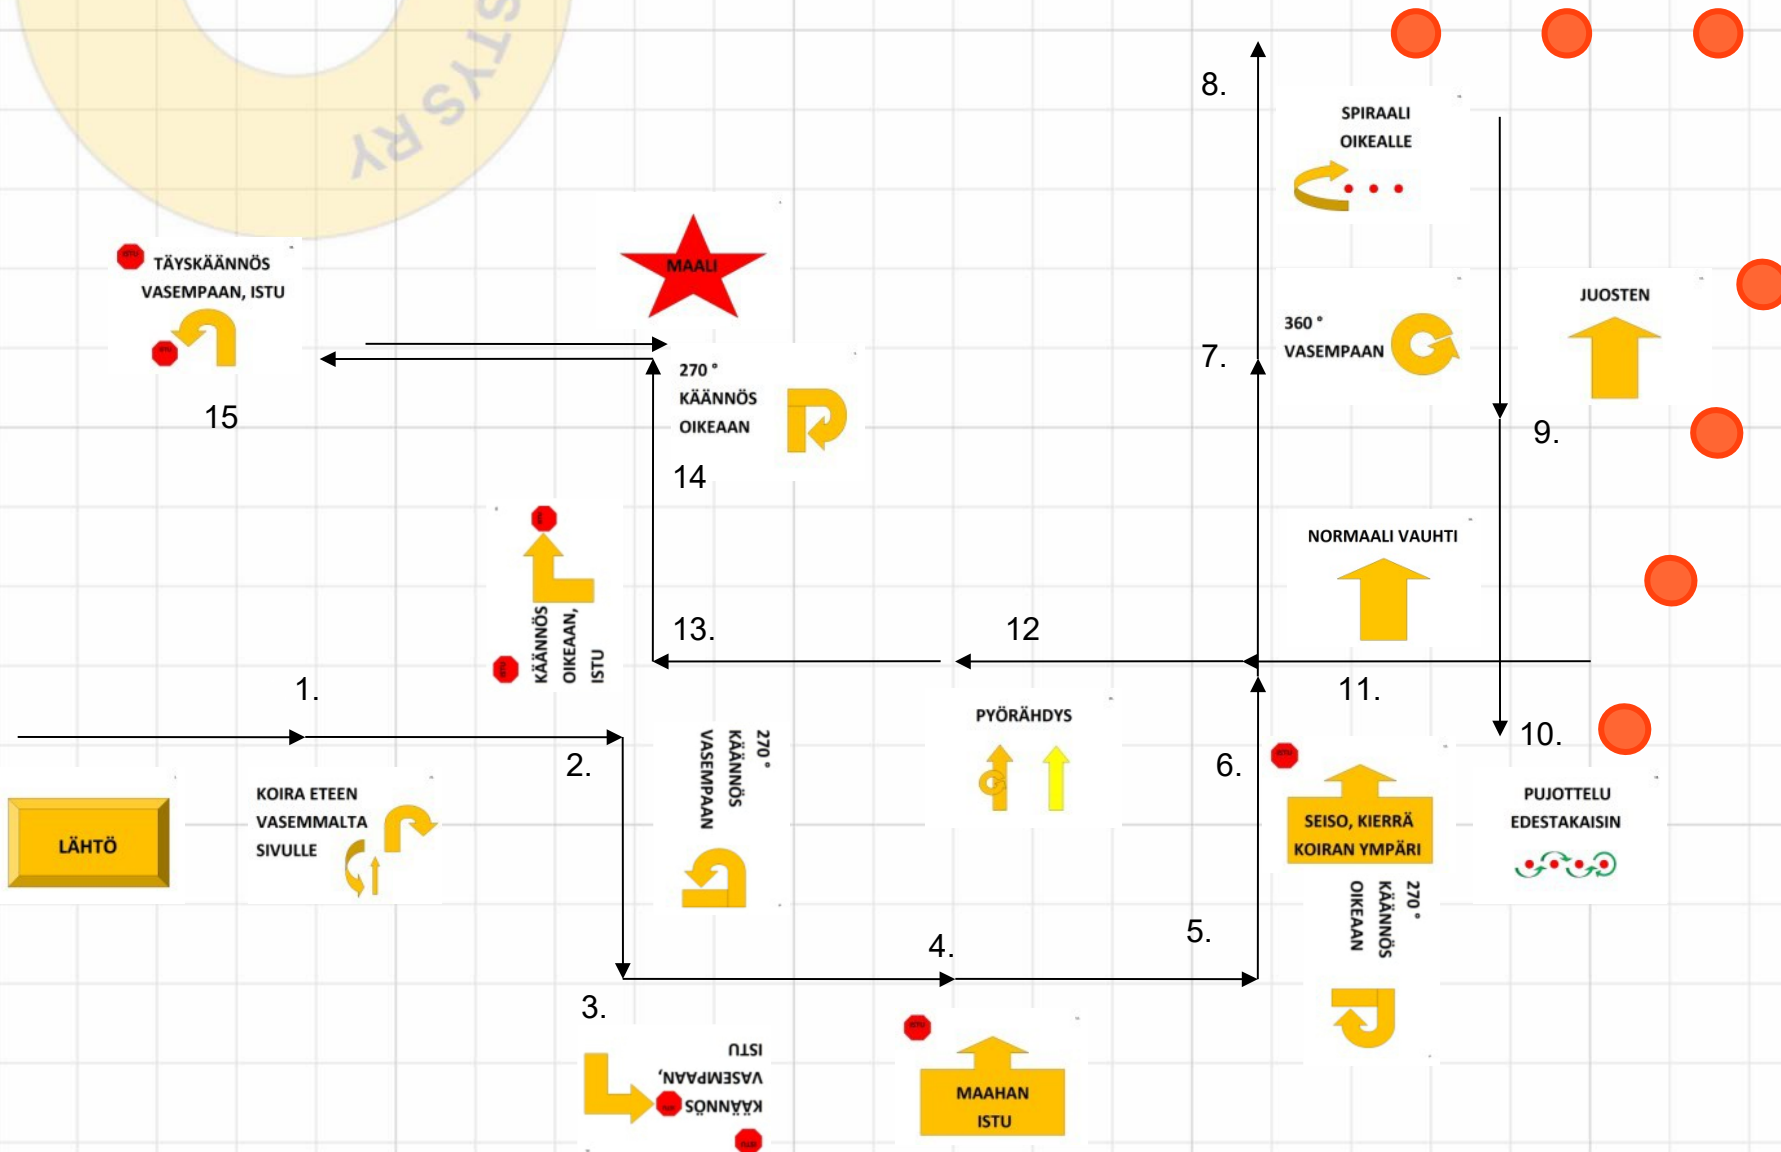 STYS RY
8.
SPIRAALI
OIKEALLE
TÄYSKÄÄNNÖS
VASEMPAAN, ISTU
15
MAALI
270 °
KÄÄNNÖS
OIKEAAN
14
7.
360 °
VASEMPAAN
JUOSTEN
9.
NORMAALI VAUHTI
KÄÄNNÖS
OIKEAAN,
ISTU
13.
12
11.
1.
2.
LÄHTÖ
KOIRA ETEEN
VASEMMALTA
SIVULLE
270 °
KÄÄNNÖS
VASEMPAAN
PYÖRÄHDYS
6.
SEISO, KIERRÄ
KOIRAN YMPÄRI
10.
PUJOTTELU
EDESTAKAISIN
5.
270 °
KÄÄNNÖS
OIKEAAN
4.
3.
KÄÄNNÖS
VASEMPAAN,
ISTU
MAAHAN
ISTU